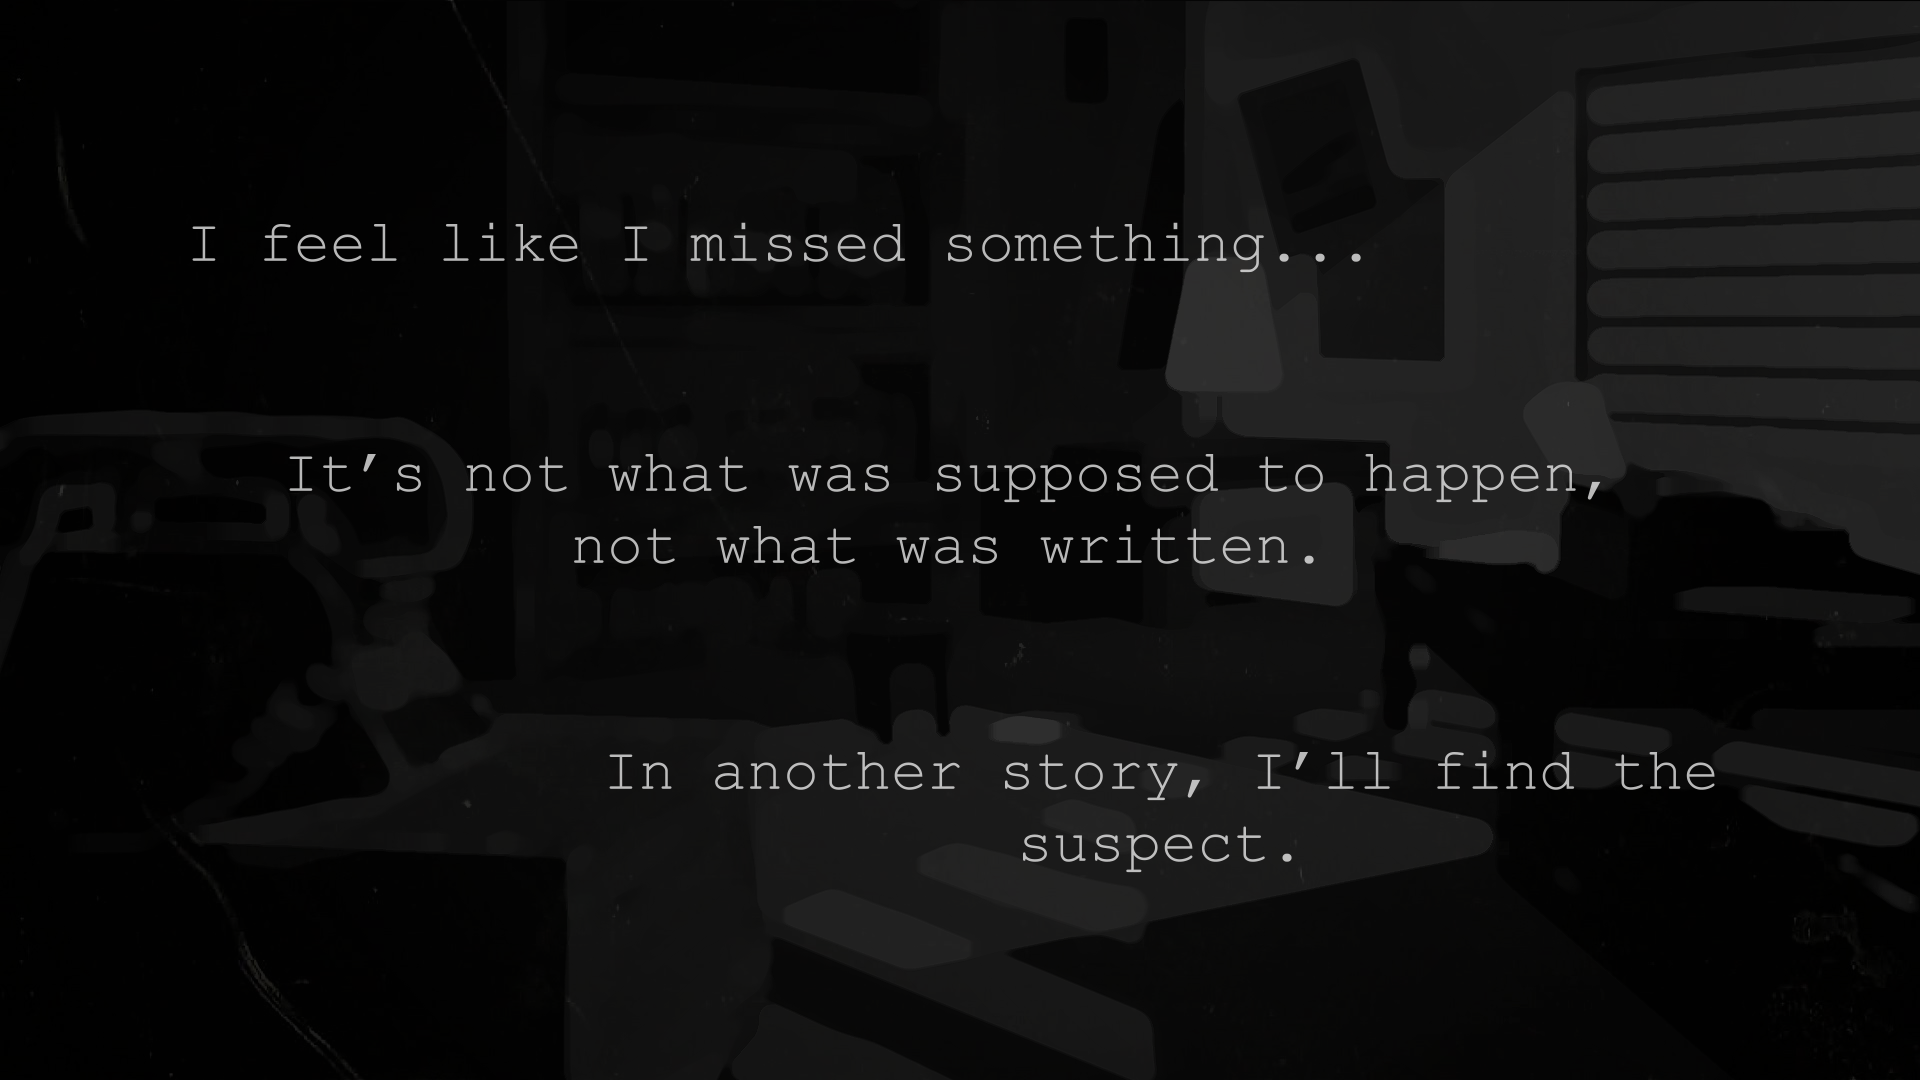 I feel like I missed something...
It’s not what was supposed to happen,
not what was written.
In another story, I’ll find the
suspect.